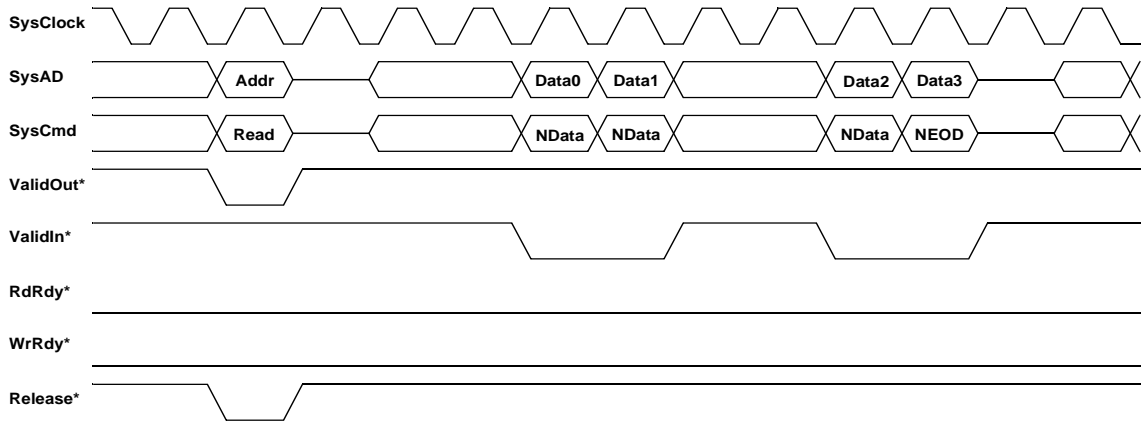 SysClock
SysAD Addr Data0 Data1 Data2 Data3
SysCmd Read NData NData NData NEOD
ValidOut*
ValidIn*
RdRdy*
WrRdy*
Release*